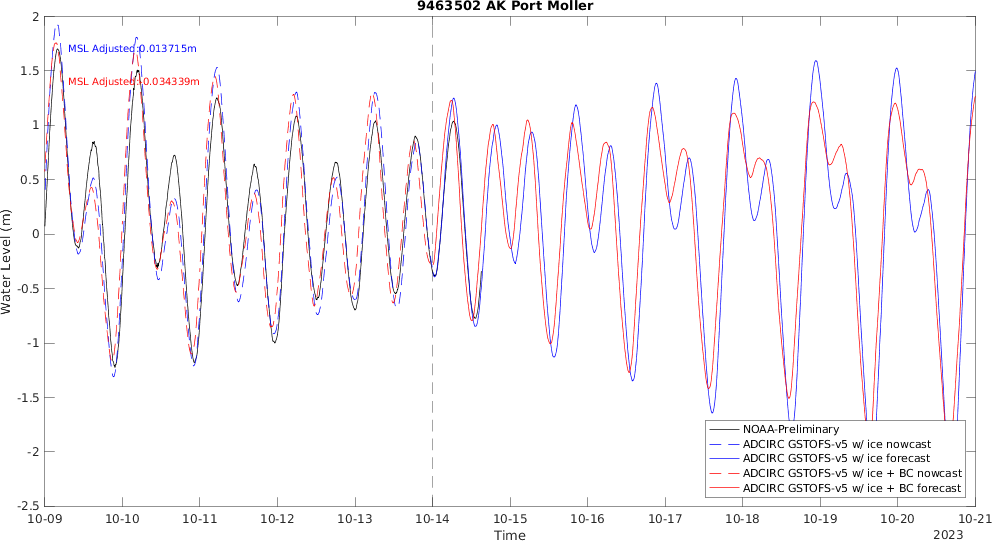 9463502 AK Port Moller
MSL Adjusted:0.013715m
MSL Adjusted:-0.034339m
Water Level (m)
2
1.5
1
0.5
0
-0.5
-1
-1.5
-2
-2.5
NOAA-Preliminary
ADCIRC GSTOFS-v5 w/ ice nowcast
ADCIRC GSTOFS-v5 w/ ice forecast
ADCIRC GSTOFS-v5 w/ ice + BC nowcast
ADCIRC GSTOFS-v5 w/ ice + BC forecast
10-09 10-10 10-11 10-12 10-13 10-14 10-15 10-16 10-17 10-18 10-19 10-20 10-21
Time
2023